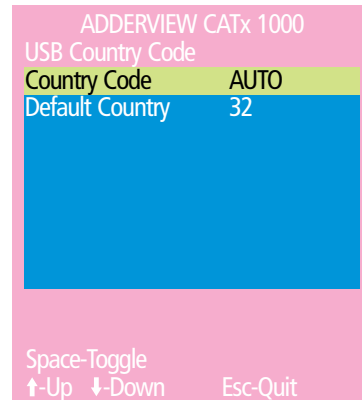 ADDERVIEW CATx 1000
USB Country Code
Country Code AUTO
Default Country 32
Space-Toggle
↑-Up ↓-Down Esc-Quit